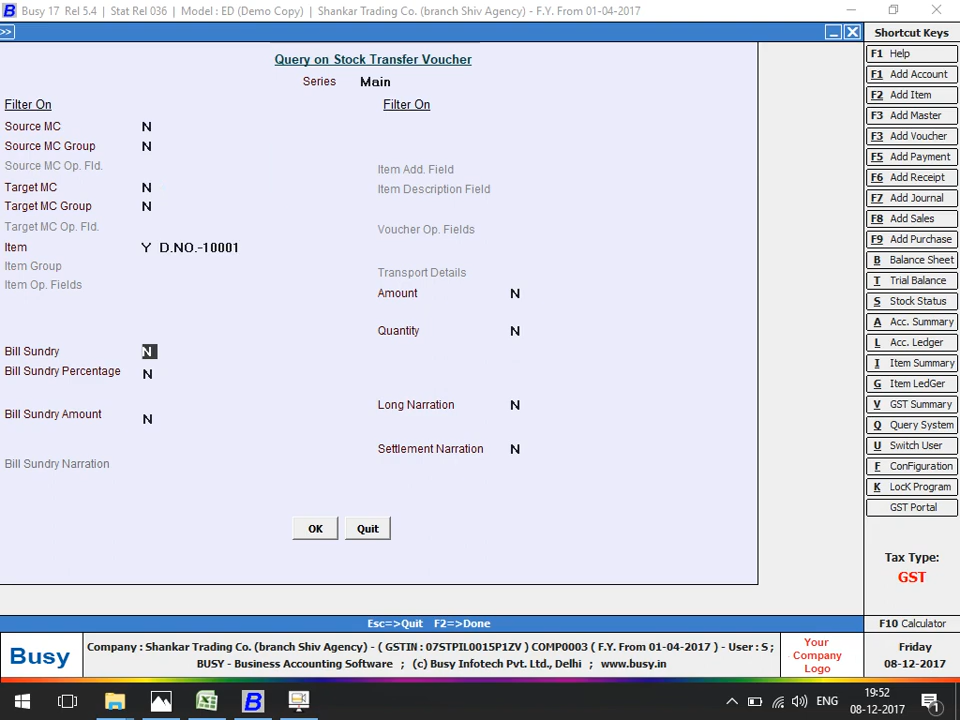 Busy 17 Rel 5.4 | Stat Rel 036 | Model : ED (Demo Copy) | Shankar Trading Co. (branch Shiv Agency) - F.Y. From 01-04-2017
>>
Query on Stock Transfer Voucher
Series Main
Filter On Filter On
Source MC N
Source MC Group N
Source MC Op. Fld. Item Add. Field
Target MC N Item Description Field
Target MC Group N
Target MC Op. Fld. Voucher Op. Fields
Item Y D.NO.-10001
Item Group Transport Details
Item Op. Fields Amount N
Quantity N
Bill Sundry N
Bill Sundry Percentage N
Bill Sundry Amount N Long Narration N
Settlement Narration N
Bill Sundry Narration
OK Quit
Esc=>Quit F2=>Done
Shortcut Keys
F1 Help
F1 Add Account
F2 Add Item
F3 Add Master
F3 Add Voucher
F5 Add Payment
F6 Add Receipt
F7 Add Journal
F8 Add Sales
F9 Add Purchase
B Balance Sheet
T Trial Balance
S Stock Status
A Acc. Summary
L Acc. Ledger
I Item Summary
G Item LedGer
V GST Summary
Q Query System
U Switch User
F ConFiguration
K LocK Program
GST Portal
Tax Type:
GST
F10 Calculator
Busy
Company : Shankar Trading Co. (branch Shiv Agency) - ( GSTIN : 07STPIL0015P1ZV ) COMP0003 ( F.Y. From 01-04-2017 ) - User : S ;
BUSY - Business Accounting Software ; (c) Busy Infotech Pvt. Ltd., Delhi ; www.busy.in
Your
Company
Logo
Friday
08-12-2017
ENG
19:52
08-12-2017
1